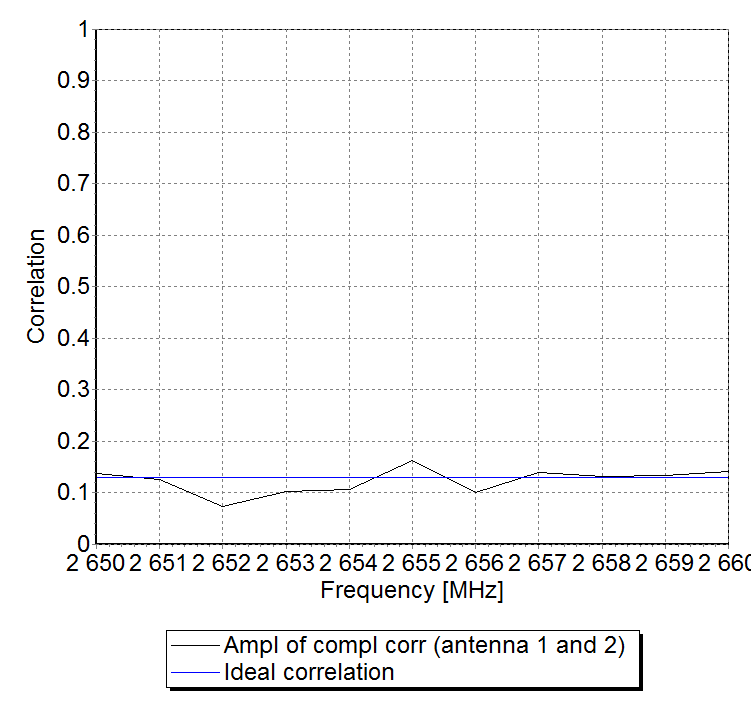 1
0.9
0.8
0.7
0.6
0.5
0.4
0.3
0.2
0.1
0
Correlation
2 650 2 651 2 652 2 653 2 654 2 655 2 656 2 657 2 658 2 659 2 660
Frequency [MHz]
Ampl of compl corr (antenna 1 and 2)
Ideal correlation